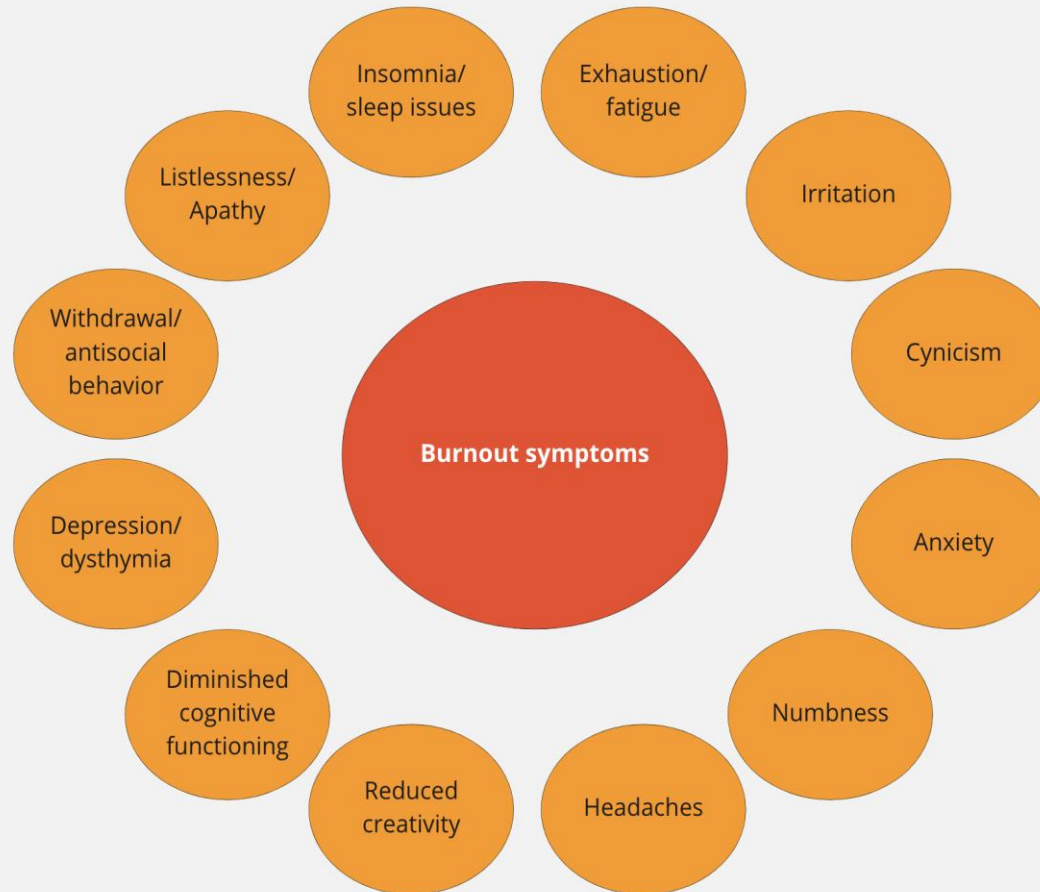 Insomnia/
sleep issues
Exhaustion/
fatigue
Listlessness/
Apathy
Irritation
Withdrawal/
antisocial
behavior
Cynicism
Burnout symptoms
Depression/
dysthymia
Anxiety
Diminished
cognitive
functioning
Numbness
Reduced
creativity
Headaches